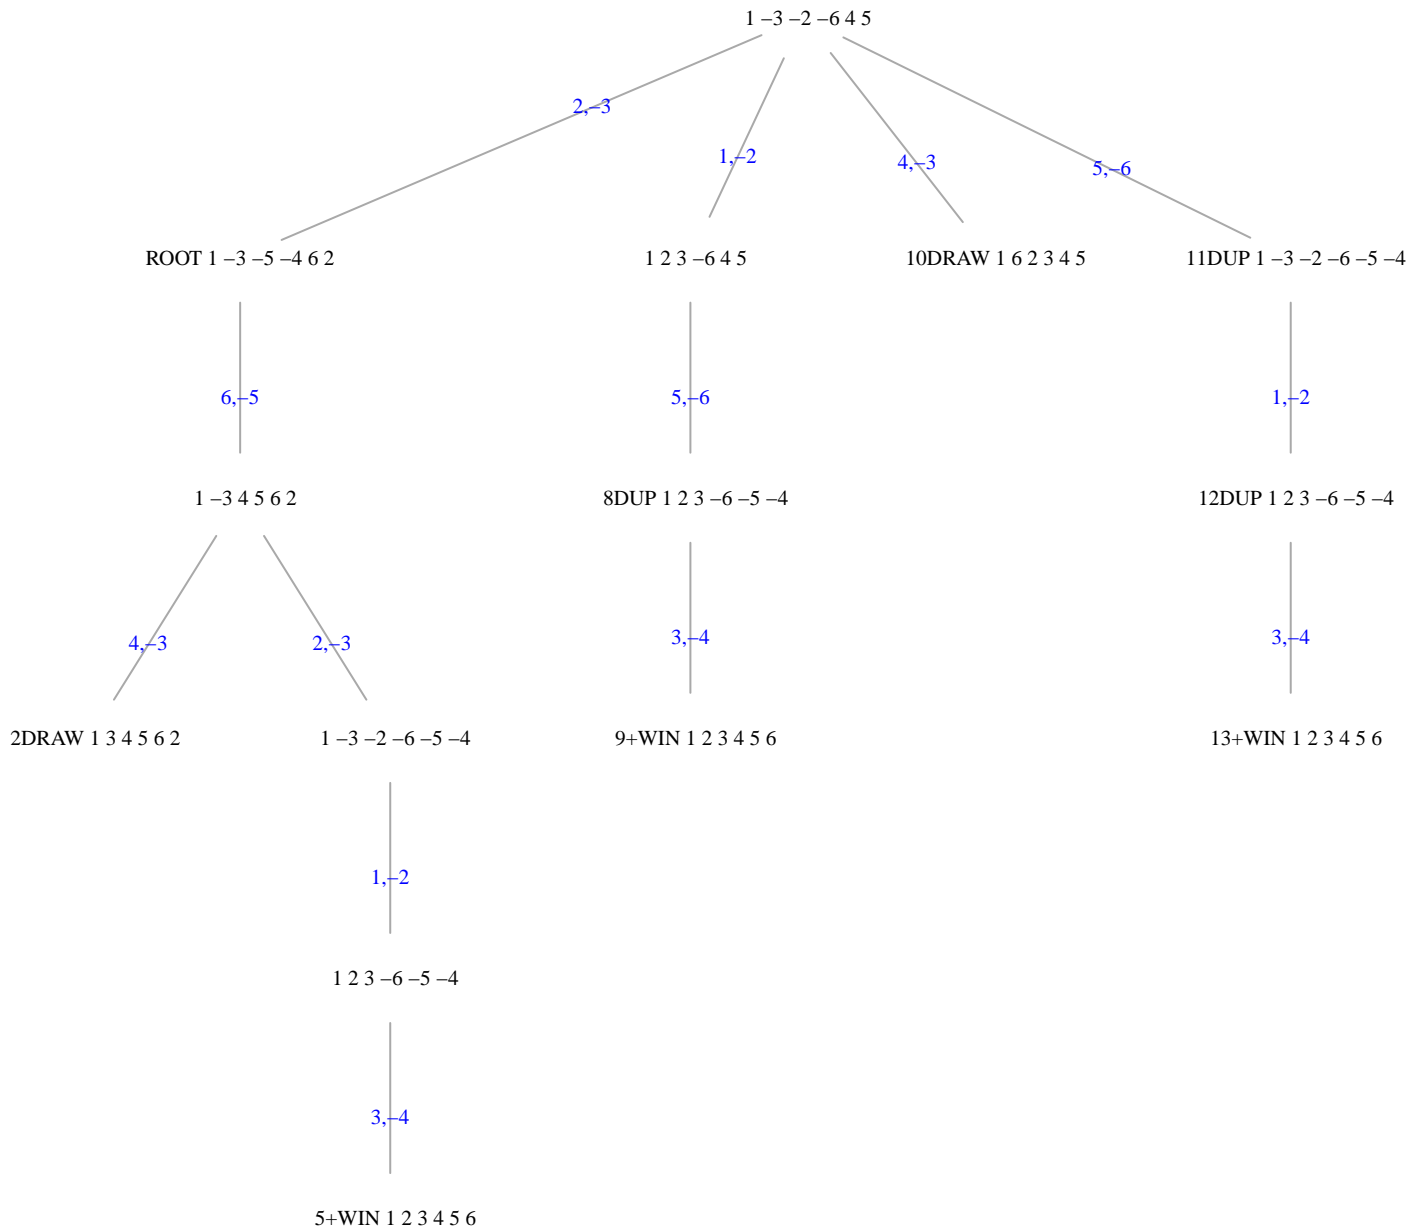 1 –3 –2 –6 4 5
2,–3
1,–2
4,–3
5,–6
ROOT 1 –3 –5 –4 6 2
1 2 3 –6 4 5
10DRAW 1 6 2 3 4 5
11DUP 1 –3 –2 –6 –5 –4
6,–5
5,–6
1,–2
1 –3 4 5 6 2
8DUP 1 2 3 –6 –5 –4
12DUP 1 2 3 –6 –5 –4
4,–3
2,–3
3,–4
3,–4
2DRAW 1 3 4 5 6 2
1 –3 –2 –6 –5 –4
9+WIN 1 2 3 4 5 6
13+WIN 1 2 3 4 5 6
1,–2
1 2 3 –6 –5 –4
3,–4
5+WIN 1 2 3 4 5 6